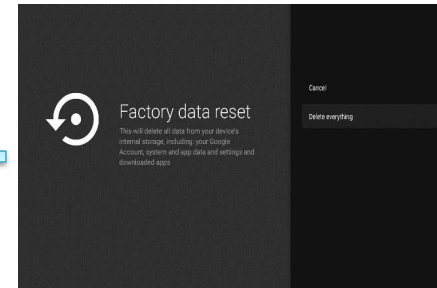 Factory data reset
This will delete all data from your device's
internal storage, including: your Google
Account, system and app data and settings and
downloaded apps
Cancel
Delete everything